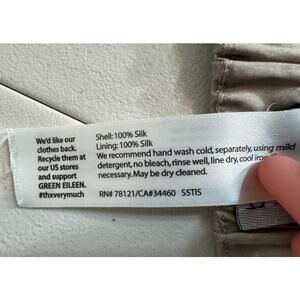 We'd like our
clothes back.
Recycle them at
our US stores
and support
GREEN EILEEN.
#thxverymuch
Shell: 100% Silk
Lining: 100% Silk
We recommend hand wash cold, separately, using mild
detergent, no bleach, rinse well, line dry, cool iron
necessary. May be dry cleaned.
RN# 78121/CA#34460 S5TIS